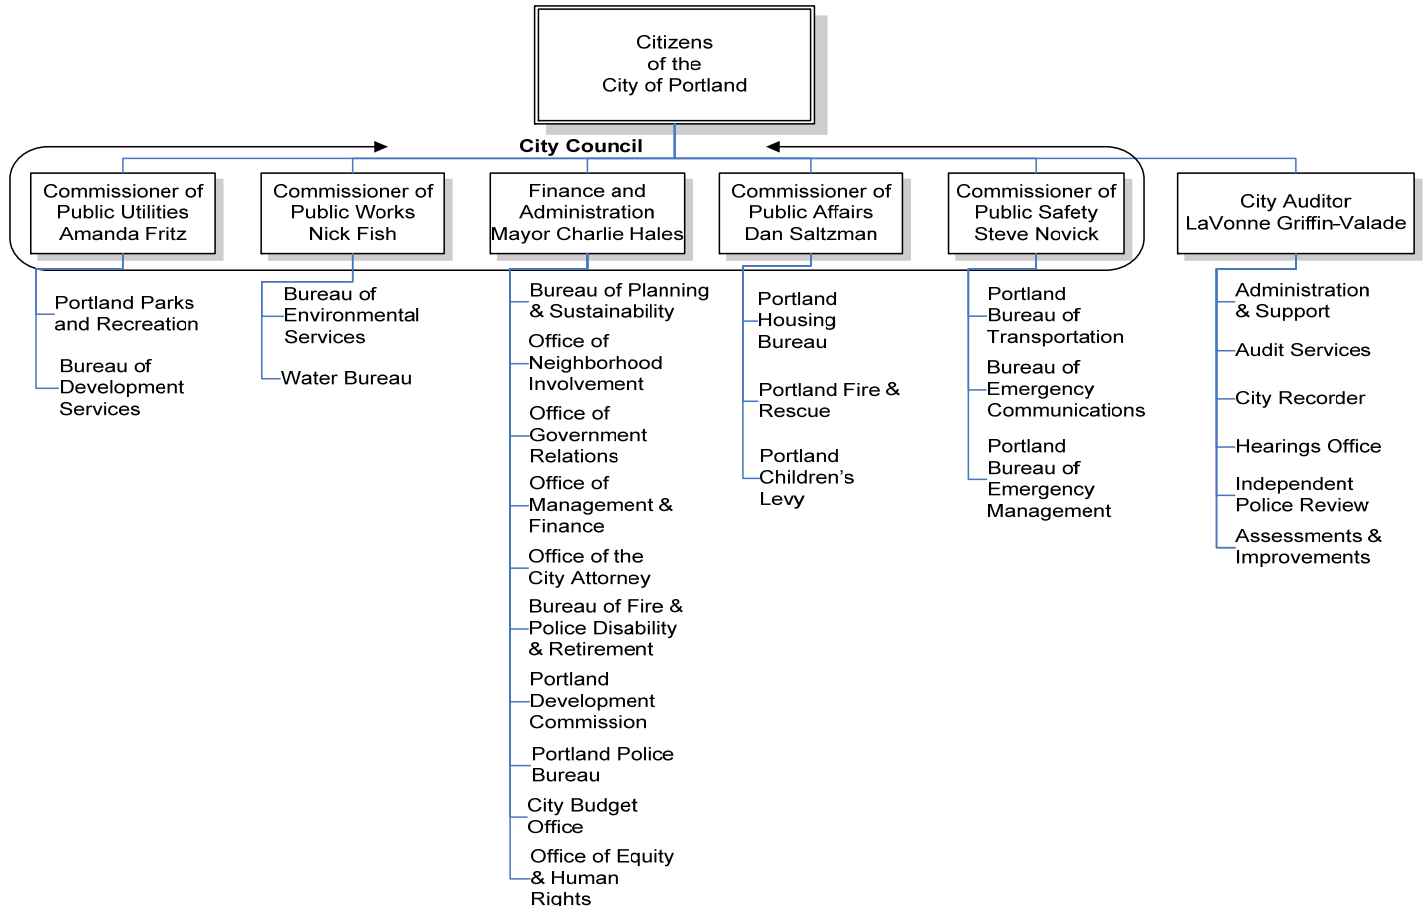 Citizens
of the
City of Portland
City Council
Commissioner of
Public Utilities
Amanda Fritz
Portland Parks
and Recreation
Bureau of
Development
Services
Commissioner of
Public Works
Nick Fish
Bureau of
Environmental
Services
Water Bureau
Finance and
Administration
Mayor Charlie Hales
Bureau of Planning
& Sustainability
Office of
Neighborhood
Involvement
Office of
Government
Relations
Office of
Management &
Finance
Office of the
City Attorney
Bureau of Fire &
Police Disability
& Retirement
Portland
Development
Commission
Portland Police
Bureau
City Budget
Office
Office of Equity
& Human
Rights
Commissioner of
Public Affairs
Dan Saltzman
Portland
Housing
Bureau
Portland Fire &
Rescue
Portland
Children's
Levy
Commissioner of
Public Safety
Steve Novick
Portland
Bureau of
Transportation
Bureau of
Emergency
Communications
Portland
Bureau of
Emergency
Management
City Auditor
LaVonne Griffin-Valade
Administration
& Support
Audit Services
City Recorder
Hearings Office
Independent
Police Review
Assessments &
Improvements